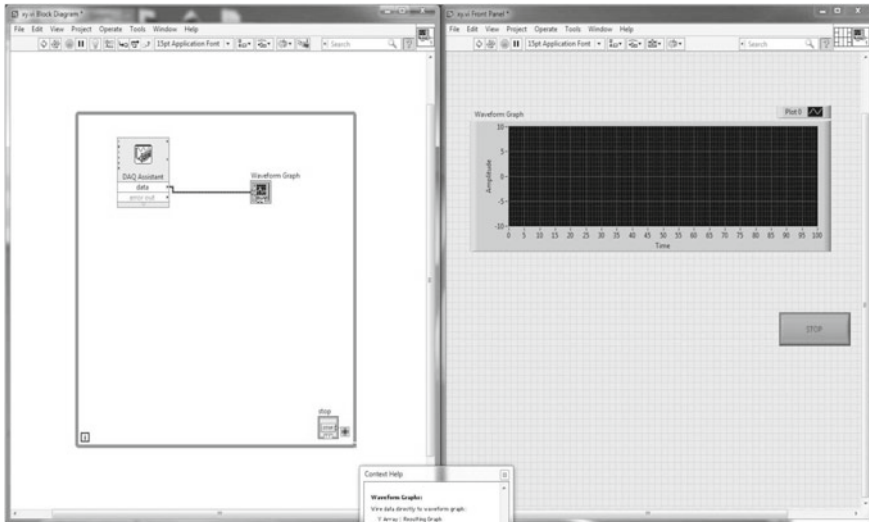 xy-vi Block Diagram *
File Edit View Project Operate Tools Window Help
15pt Application Font
Search
DAQ Assistant
data
error out
Waveform Graph
stop
i
xy-vi Front Panel *
File Edit View Project Operate Tools Window Help
15pt Application Font
Search
Waveform Graph
Plot 0
Amplitude
10
5
0
-5
-10
0 5 10 15 20 25 30 35 40 45 50 55 60 65 70 75 80 85 90 95 100
Time
STOP
Context Help
Waveform Graphs:
Wire data directly to waveform graph:
Y Array | Resulting Graph